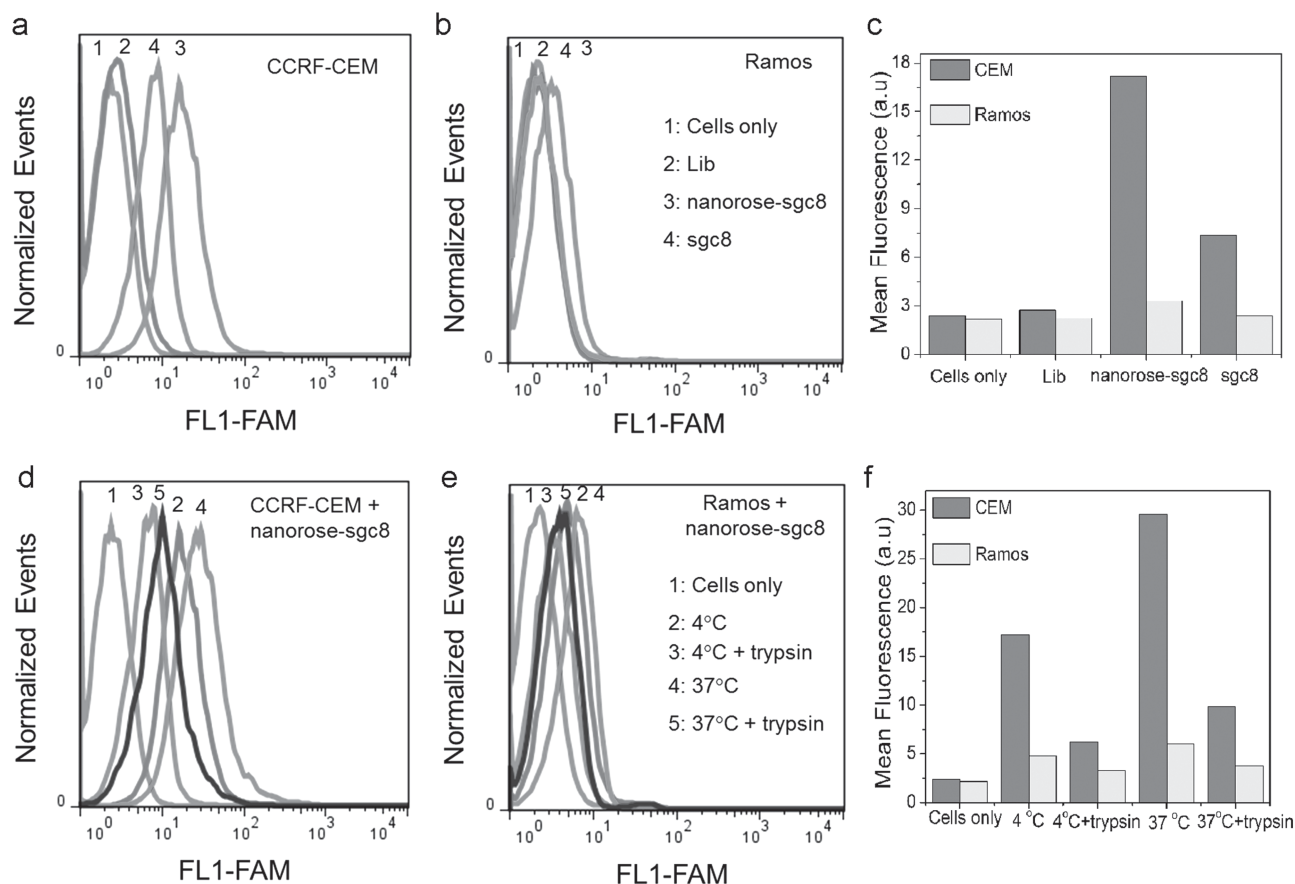 a
1 2 4 3
CCRF-CEM
Normalized Events
0
10⁰ 10¹ 10² 10³ 10⁴
FL1-FAM
b
1 2 4 3
Ramos
1: Cells only
2: Lib
3: nanorose-sgc8
4: sgc8
Normalized Events
0
10⁰ 10¹ 10² 10³ 10⁴
FL1-FAM
c
CEM
Ramos
Mean Fluorescence (a.u)
18
15
12
9
6
3
0
Cells only Lib nanorose-sgc8 sgc8
d
1 3 5 2 4
CCRF-CEM +
nanorose-sgc8
Normalized Events
0
10⁰ 10¹ 10² 10³ 10⁴
FL1-FAM
e
1 3 5 2 4
Ramos +
nanorose-sgc8
1: Cells only
2: 4°C
3: 4°C + trypsin
4: 37°C
5: 37°C + trypsin
Normalized Events
0
10⁰ 10¹ 10² 10³ 10⁴
FL1-FAM
f
CEM
Ramos
Mean Fluorescence (a.u)
30
25
20
15
10
5
0
Cells only 4 °C 4°C+trypsin 37 °C 37°C+trypsin